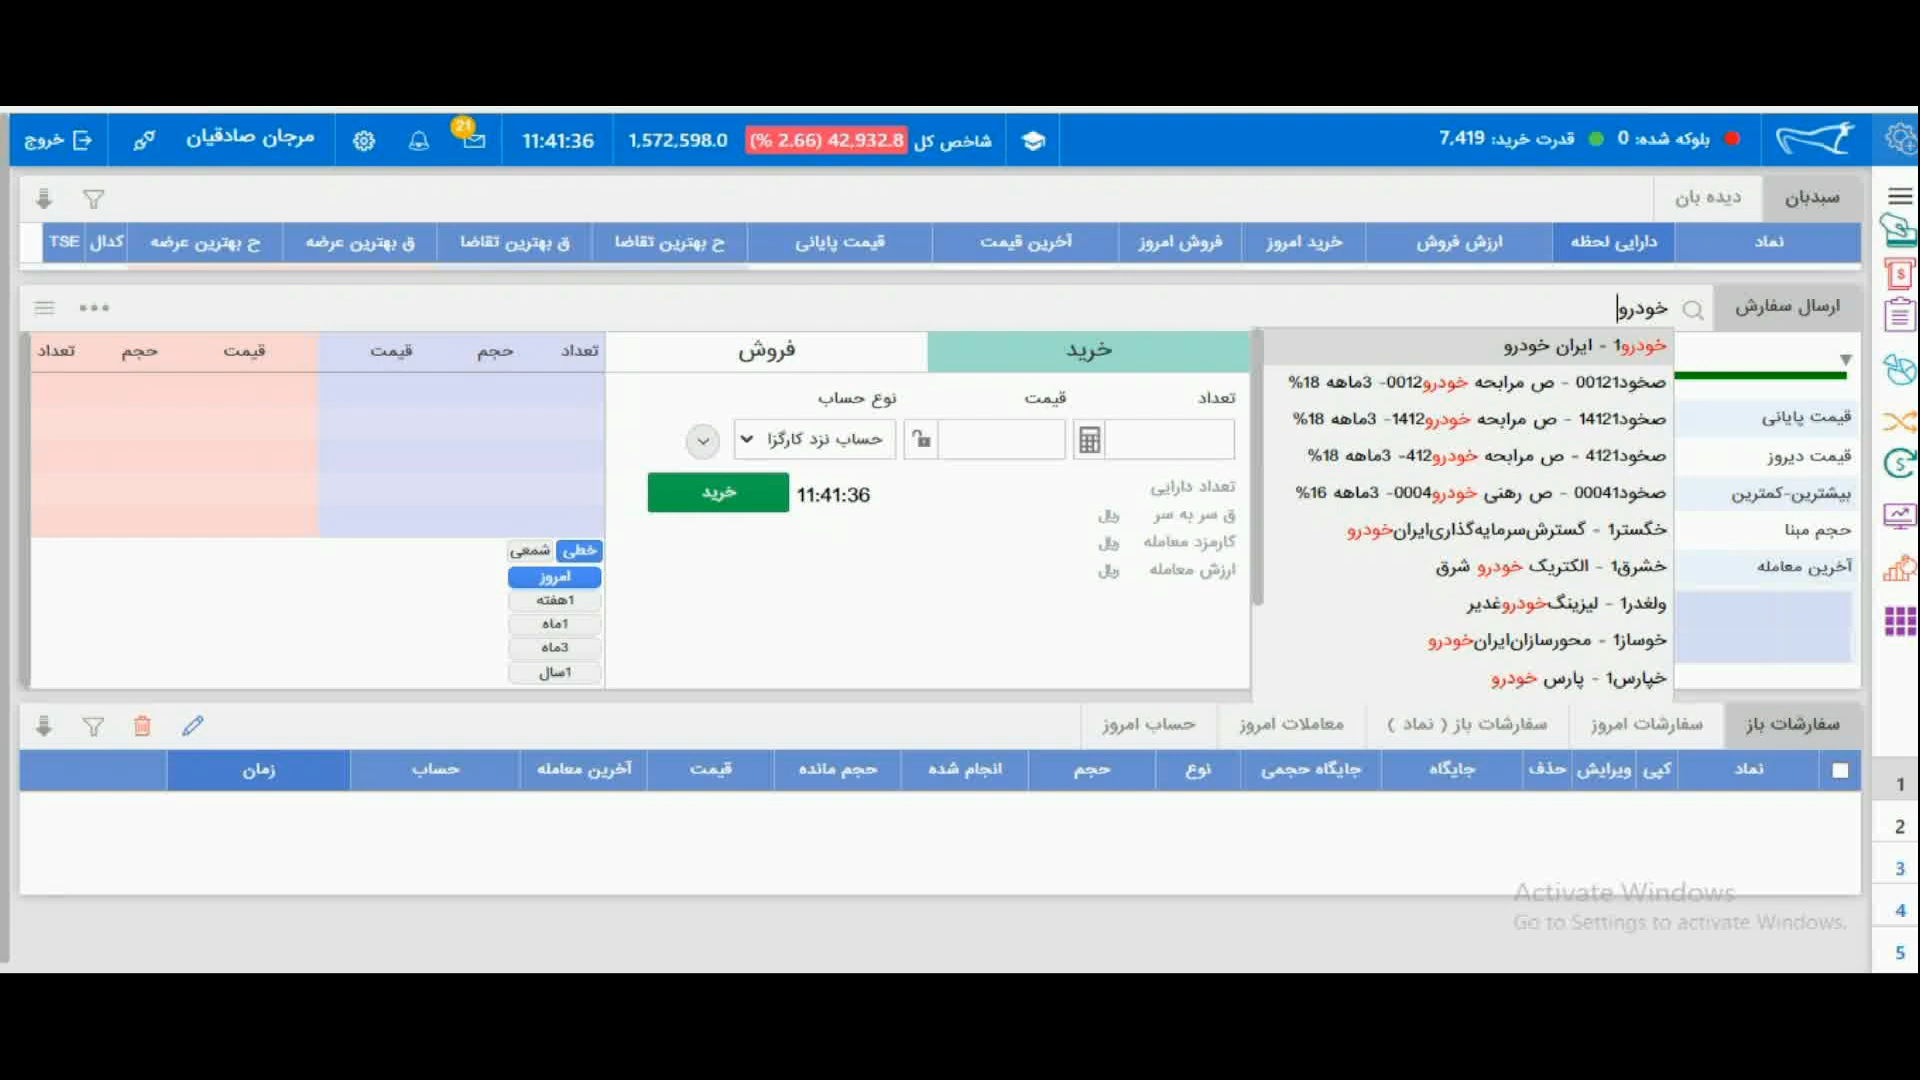 بلوکه شده: 0 قدرت خرید: 7,419 شاخص کل 42,932.8 (2.66 %) 1,572,598.0 11:41:36 21 مرجان صادقیان خروج
سبدبان دیده بان
نماد دارایی لحظه ارزش فروش خرید امروز فروش امروز آخرین قیمت قیمت پایانی ح بهترین تقاضا ق بهترین تقاضا ق بهترین عرضه ح بهترین عرضه کدال TSE
ارسال سفارش خودرو
خودرو1 - ایران خودرو
صخود00121 - ص مرابحه خودرو0012- 3ماهه 18%
صخود14121 - ص مرابحه خودرو1412- 3ماهه 18%
صخود4121 - ص مرابحه خودرو412- 3ماهه 18%
صخود00041 - ص رهنی خودرو0004- 3ماهه 16%
خگستر1 - گسترش‌سرمایه‌گذاری‌ایران‌خودرو
خشرق1 - الکتریک خودرو شرق
ولغدر1 - لیزینگ‌خودروغدیر
خوساز1 - محورسازان‌ایران‌خودرو
خپارس1 - پارس خودرو
قیمت پایانی
قیمت دیروز
بیشترین-کمترین
حجم مبنا
آخرین معامله
خرید فروش
تعداد قیمت نوع حساب
حساب نزد کارگزا
تعداد دارایی
ق سر به سر ریال
کارمزد معامله ریال
ارزش معامله ریال
11:41:36 خرید
تعداد حجم قیمت قیمت حجم تعداد
خطی شمعی
امروز
1هفته
1ماه
3ماه
1سال
سفارشات باز سفارشات امروز سفارشات باز ( نماد ) معاملات امروز حساب امروز
نماد کپی ویرایش حذف جایگاه جایگاه حجمی نوع حجم انجام شده حجم مانده قیمت آخرین معامله حساب زمان
1
2
3
4
5
Activate Windows
Go to Settings to activate Windows.